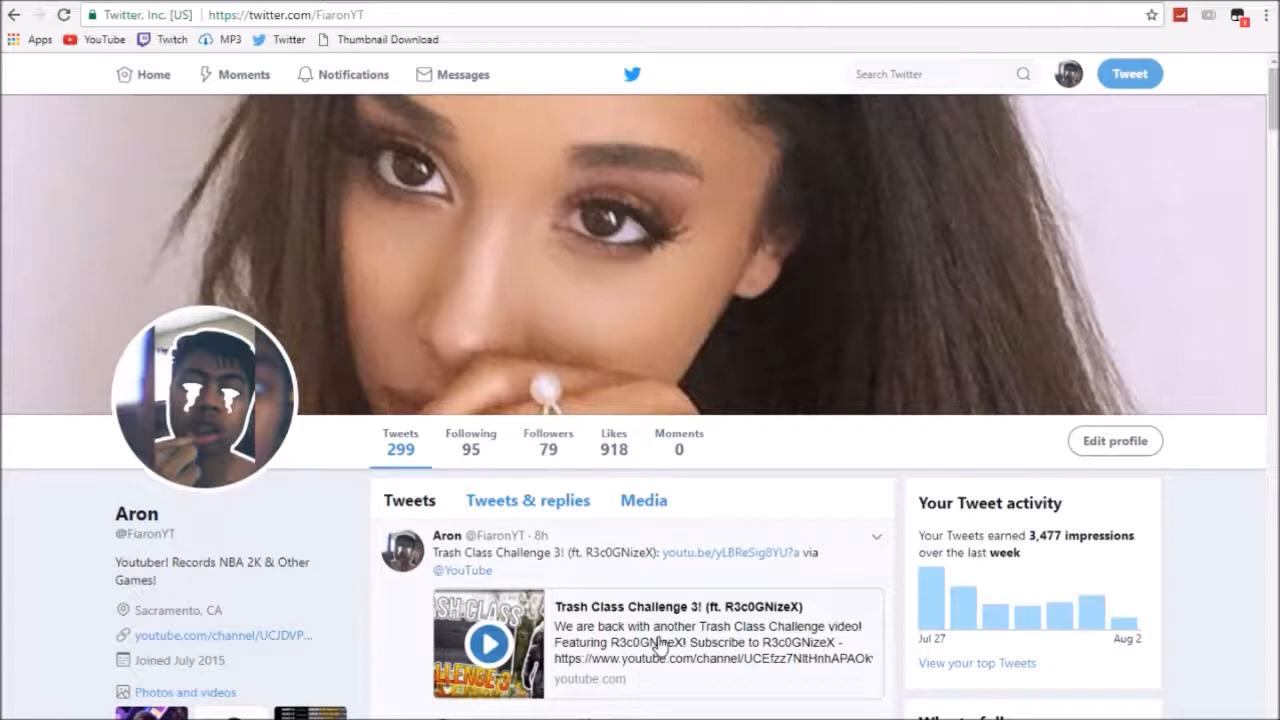 Twitter, Inc. [US] https://twitter.com/FiaronYT
Apps YouTube Twitch MP3 Twitter Thumbnail Download
Home Moments Notifications Messages Search Twitter Tweet
Tweets Following Followers Likes Moments
299 95 79 918 0
Edit profile
Aron
@FiaronYT
Youtuber! Records NBA 2K & Other
Games!
Sacramento, CA
youtube.com/channel/UCJDVP...
Joined July 2015
Photos and videos
Tweets Tweets & replies Media
Aron @FiaronYT · 8h
Trash Class Challenge 3! (ft. R3c0GNizeX): youtu.be/yLBReSig8YU?a via
@YouTube
SH CLASS
LLENGE 3
Trash Class Challenge 3! (ft. R3c0GNizeX)
We are back with another Trash Class Challenge video!
Featuring R3c0GNizeX! Subscribe to R3c0GNizeX -
https://www.youtube.com/channel/UCEfzz7NltHnhAPAOk
youtube.com
Your Tweet activity
Your Tweets earned 3,477 impressions
over the last week
Jul 27 Aug 2
View your top Tweets